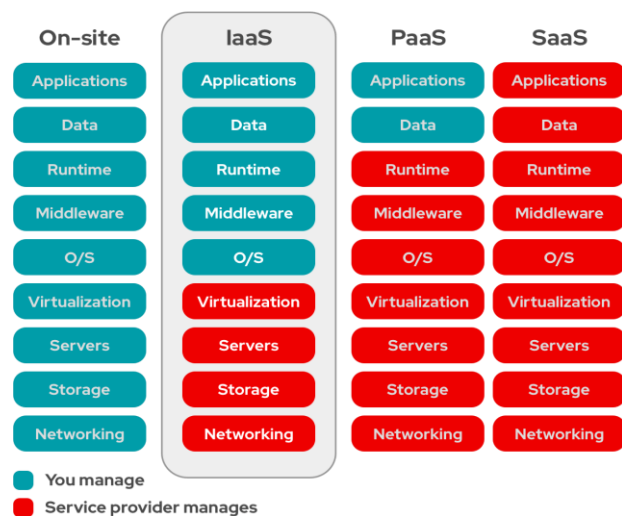 On-site IaaS PaaS SaaS
Applications Applications Applications Applications
Data Data Data Data
Runtime Runtime Runtime Runtime
Middleware Middleware Middleware Middleware
O/S O/S O/S O/S
Virtualization Virtualization Virtualization Virtualization
Servers Servers Servers Servers
Storage Storage Storage Storage
Networking Networking Networking Networking
You manage
Service provider manages